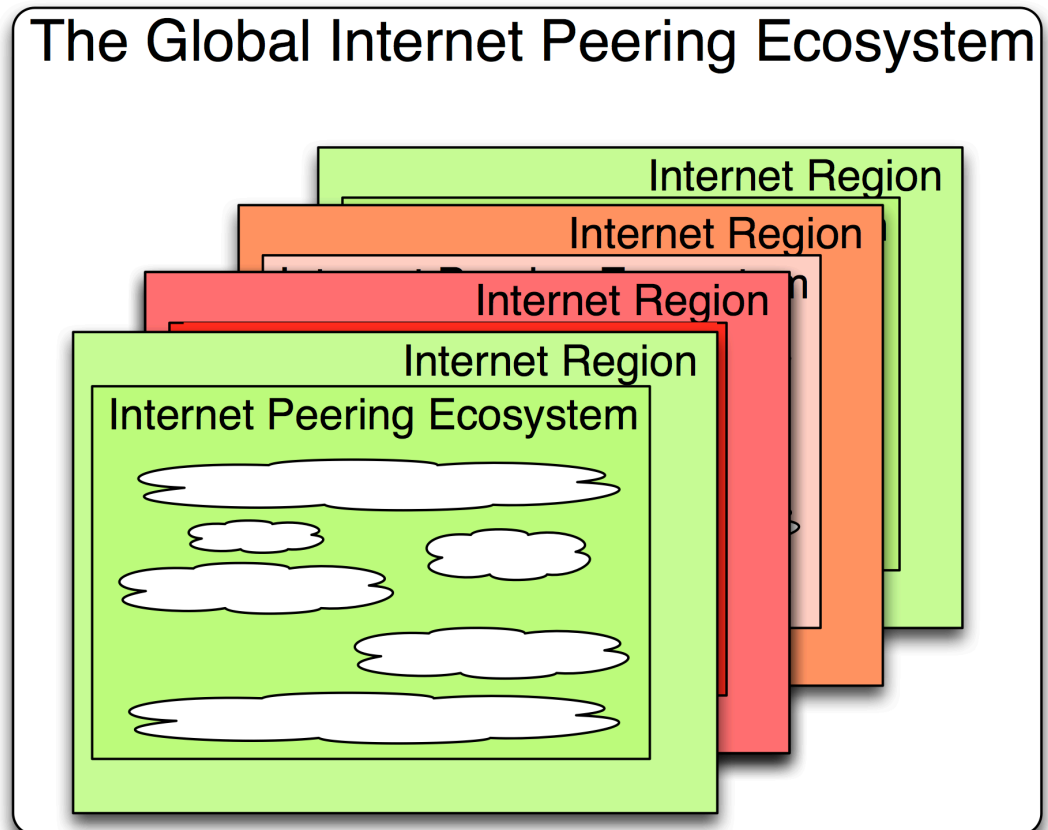 The Global Internet Peering Ecosystem
Internet Region
Internet Region
Internet Region
Internet Region
Internet Peering Ecosystem